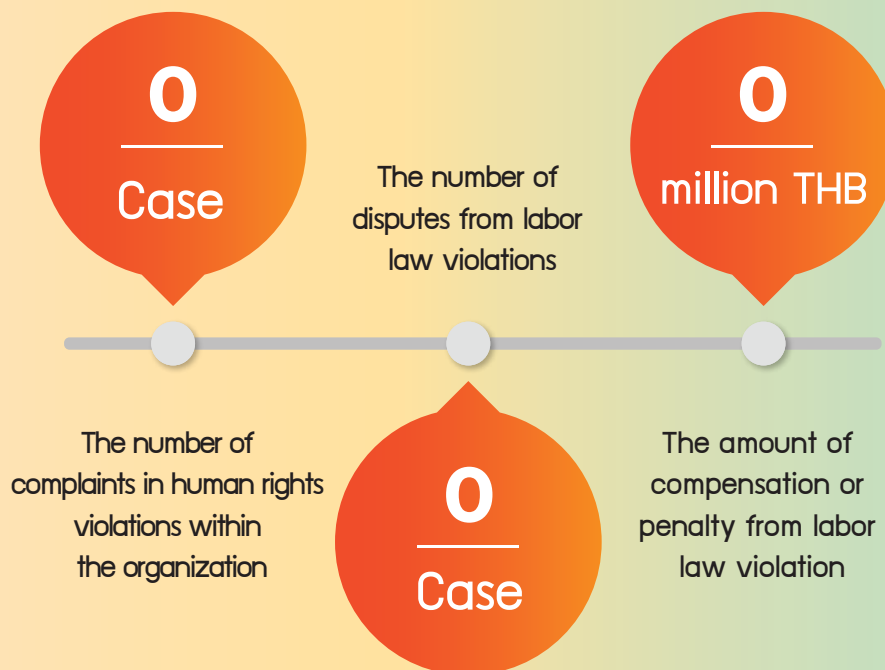 0
Case
The number of
complaints in human rights
violations within
the organization
The number of
disputes from labor
law violations
0
Case
0
million THB
The amount of
compensation or
penalty from labor
law violation